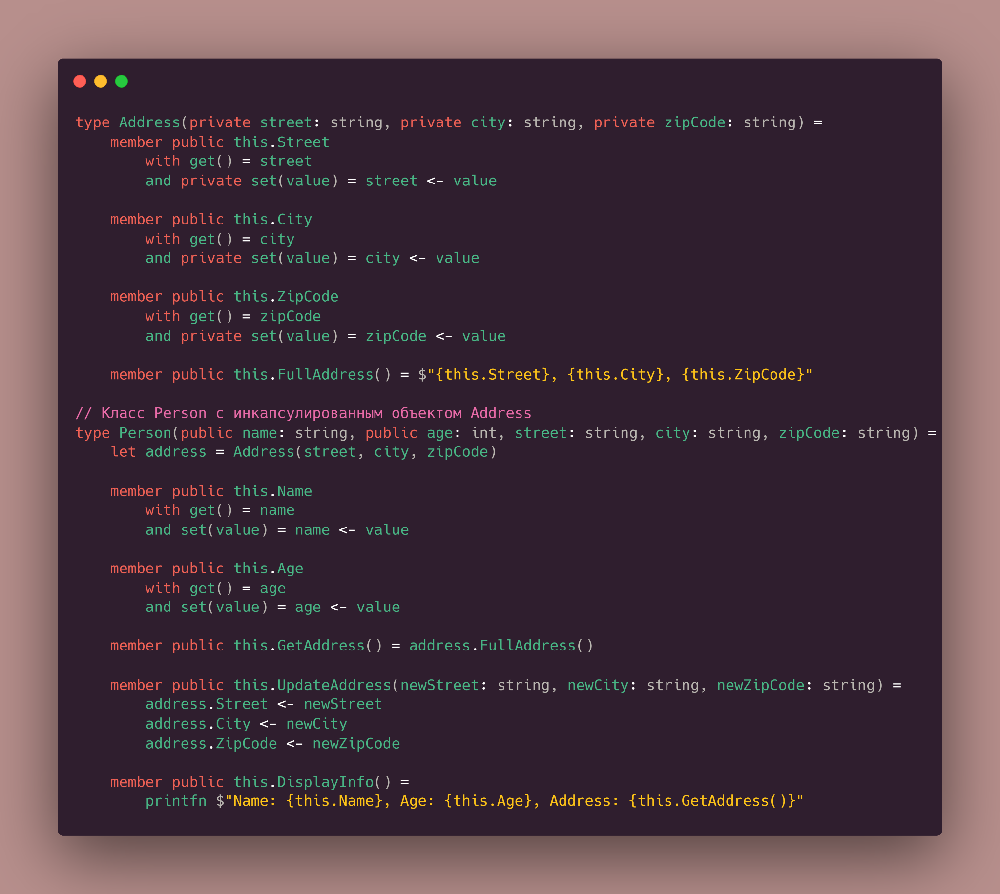 type Address(private street: string, private city: string, private zipCode: string) =
    member public this.Street
        with get() = street
        and private set(value) = street <- value

    member public this.City
        with get() = city
        and private set(value) = city <- value

    member public this.ZipCode
        with get() = zipCode
        and private set(value) = zipCode <- value

    member public this.FullAddress() = $"{this.Street}, {this.City}, {this.ZipCode}"

// Класс Person с инкапсулированным объектом Address
type Person(public name: string, public age: int, street: string, city: string, zipCode: string) =
    let address = Address(street, city, zipCode)

    member public this.Name
        with get() = name
        and set(value) = name <- value

    member public this.Age
        with get() = age
        and set(value) = age <- value

    member public this.GetAddress() = address.FullAddress()

    member public this.UpdateAddress(newStreet: string, newCity: string, newZipCode: string) =
        address.Street <- newStreet
        address.City <- newCity
        address.ZipCode <- newZipCode

    member public this.DisplayInfo() =
        printfn $"Name: {this.Name}, Age: {this.Age}, Address: {this.GetAddress()}"